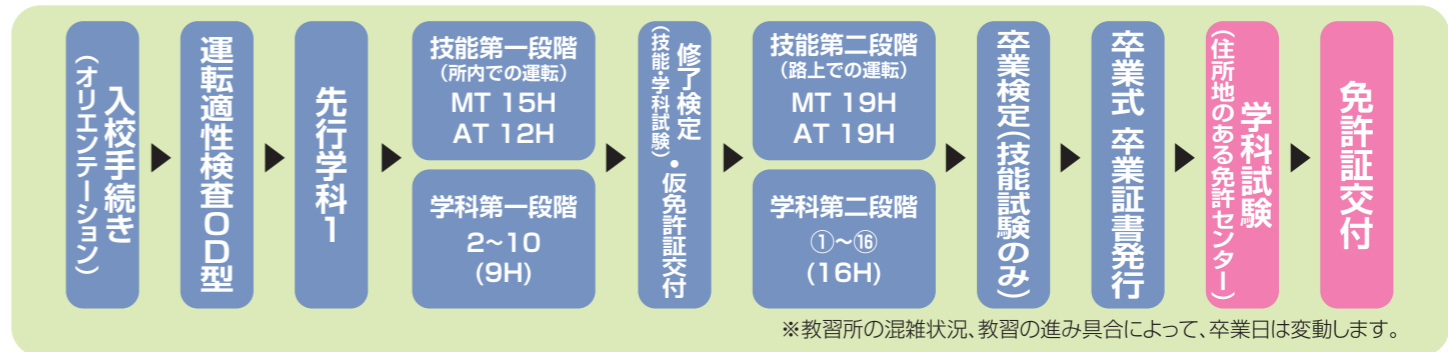 入校手続き
（オリエンテーション）
運転適性検査OD型
先行学科1
技能第一段階
（所内での運転）
MT 15H
AT 12H
学科第一段階
2~10
(9H)
修了検定
（技能・学科試験）・仮免許証交付
技能第二段階
（路上での運転）
MT 19H
AT 19H
学科第二段階
①~⑯
(16H)
卒業検定（技能試験のみ）
卒業式 卒業証書発行
学科試験
（住所地のある免許センター）
免許証交付
※教習所の混雑状況、教習の進み具合によって、卒業日は変動します。